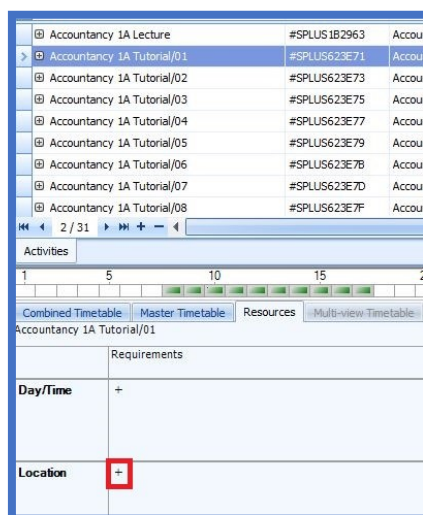 Accountancy 1A Lecture #SPLUS1B2963 Accou
Accountancy 1A Tutorial/01 #SPLUS623E71 Accou
Accountancy 1A Tutorial/02 #SPLUS623E73 Accou
Accountancy 1A Tutorial/03 #SPLUS623E75 Accou
Accountancy 1A Tutorial/04 #SPLUS623E77 Accou
Accountancy 1A Tutorial/05 #SPLUS623E79 Accou
Accountancy 1A Tutorial/06 #SPLUS623E7B Accou
Accountancy 1A Tutorial/07 #SPLUS623E7D Accou
Accountancy 1A Tutorial/08 #SPLUS623E7F Accou
2 / 31
Activities
1 5 10 15 2
Combined Timetable Master Timetable Resources Multi-view Timetable
Accountancy 1A Tutorial/01
Requirements
Day/Time +
Location +